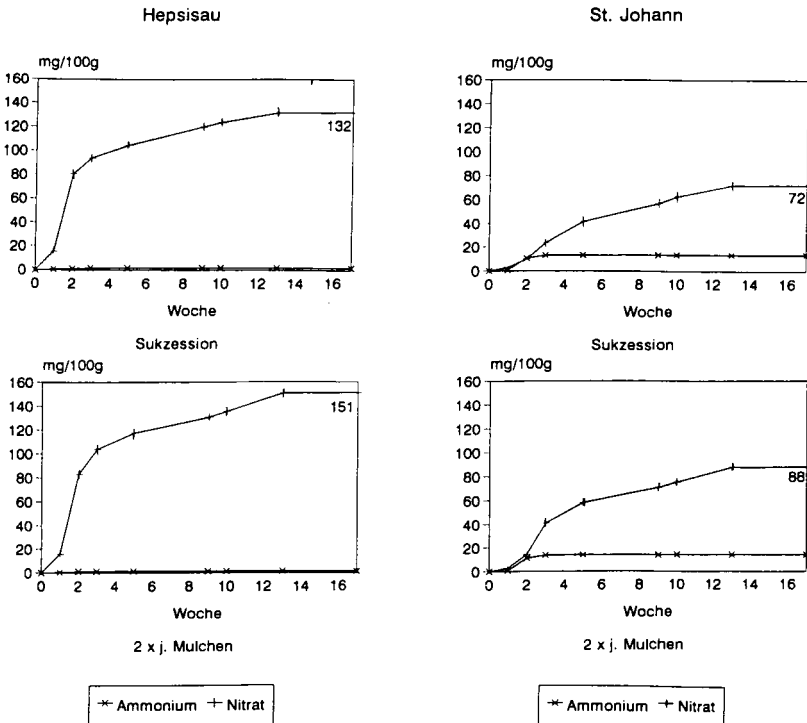 Hepsisau
mg/100g
160
140
120
100
80
60
40
20
0
132
0 2 4 6 8 10 12 14 16
Woche
Sukzession
St. Johann
mg/100g
160
140
120
100
80
60
40
20
0
72
0 2 4 6 8 10 12 14 16
Woche
Sukzession
mg/100g
160
140
120
100
80
60
40
20
0
151
0 2 4 6 8 10 12 14 16
Woche
2 x j. Mulchen
mg/100g
160
140
120
100
80
60
40
20
0
88
0 2 4 6 8 10 12 14 16
Woche
2 x j. Mulchen
Ammonium Nitrat
Ammonium Nitrat